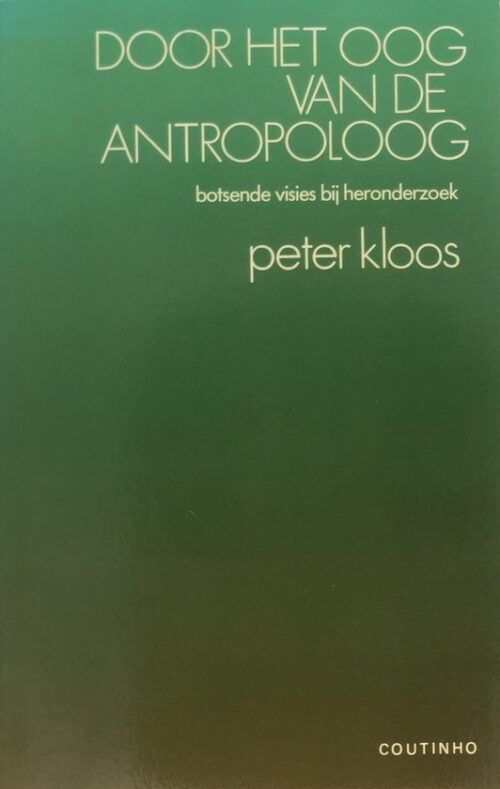 DOOR HET OOG
VAN DE
ANTROPOLOOG
botsende visies bij heronderzoek
peter kloos
COUTINHO